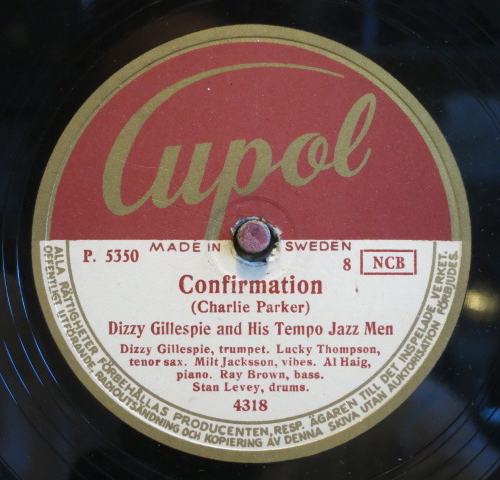 Cupol
MADE IN SWEDEN
P. 5350
8 NCB
Confirmation
(Charlie Parker)
Dizzy Gillespie and His Tempo Jazz Men
Dizzy Gillespie, trumpet. Lucky Thompson,
tenor sax. Milt Jacksson, vibes. Al Haig,
piano. Ray Brown, bass.
Stan Levey, drums.
4318
ALLA RÄTTIGHETER FÖRBEHÅLLAS PRODUCENTEN, RESP. ÄGAREN TILL DET INSPELADE VERKET.
OFFENTLIGT UTFÖRANDE, RADIOUTSÄNDNING OCH KOPIERING AV DENNA SKIVA UTAN AUKTORISATION FÖRBJUDES.